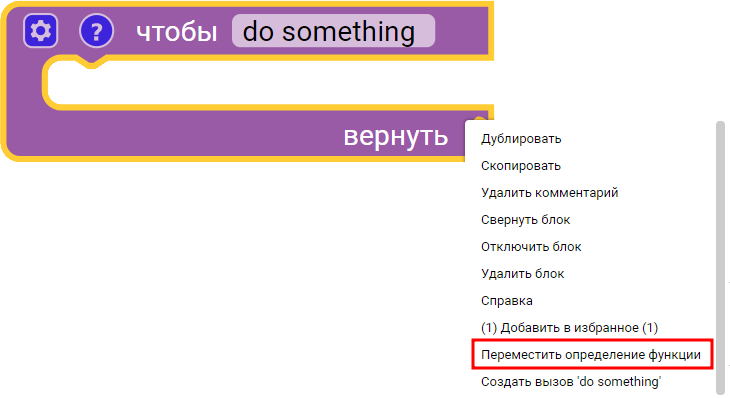 ? чтобы do something
вернуть
Дублировать
Скопировать
Удалить комментарий
Свернуть блок
Отключить блок
Удалить блок
Справка
(1) Добавить в избранное (1)
Переместить определение функции
Создать вызов 'do something'